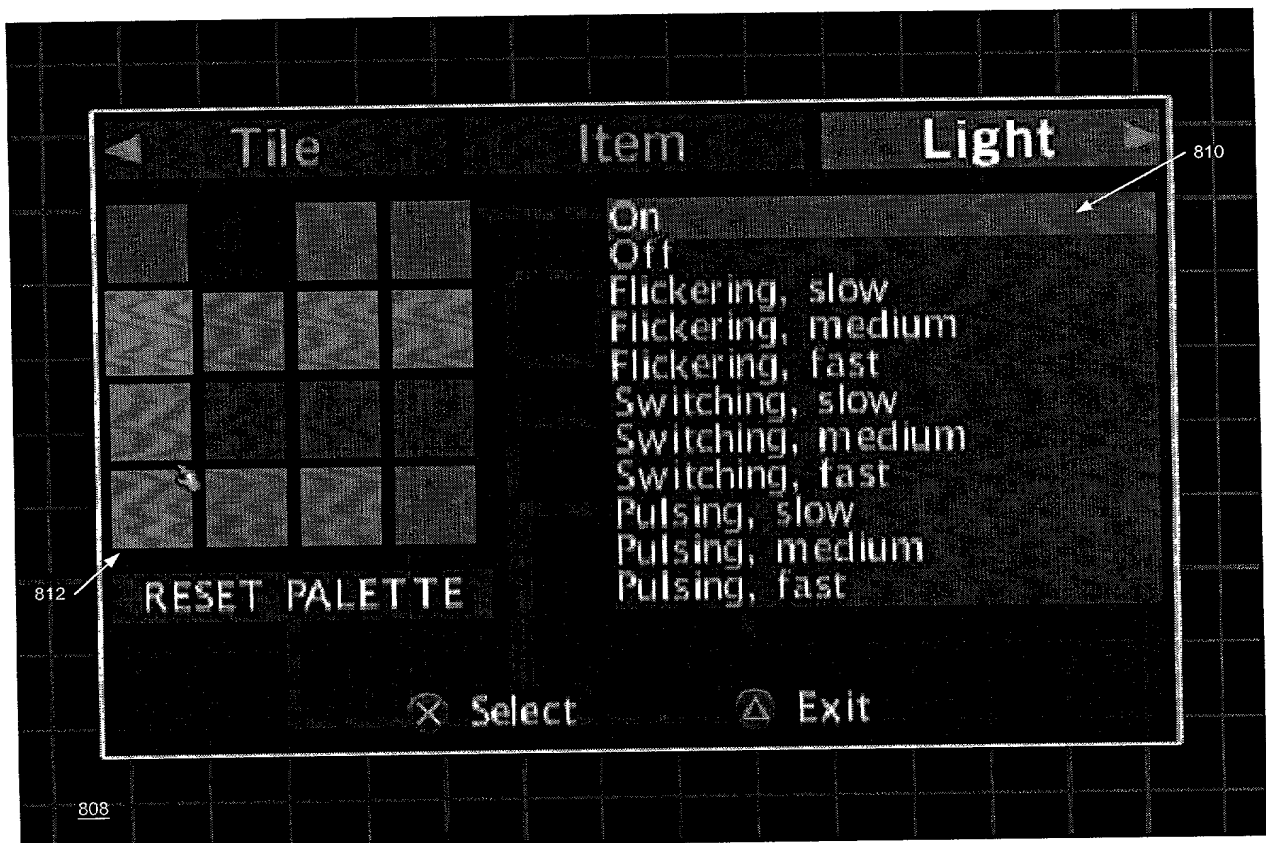 Tile Item Light
810
On
Off
Flickering, slow
Flickering, medium
Flickering, fast
Switching, slow
Switching, medium
Switching, fast
Pulsing, slow
Pulsing, medium
Pulsing, fast
812
RESET PALETTE
Select Exit
808